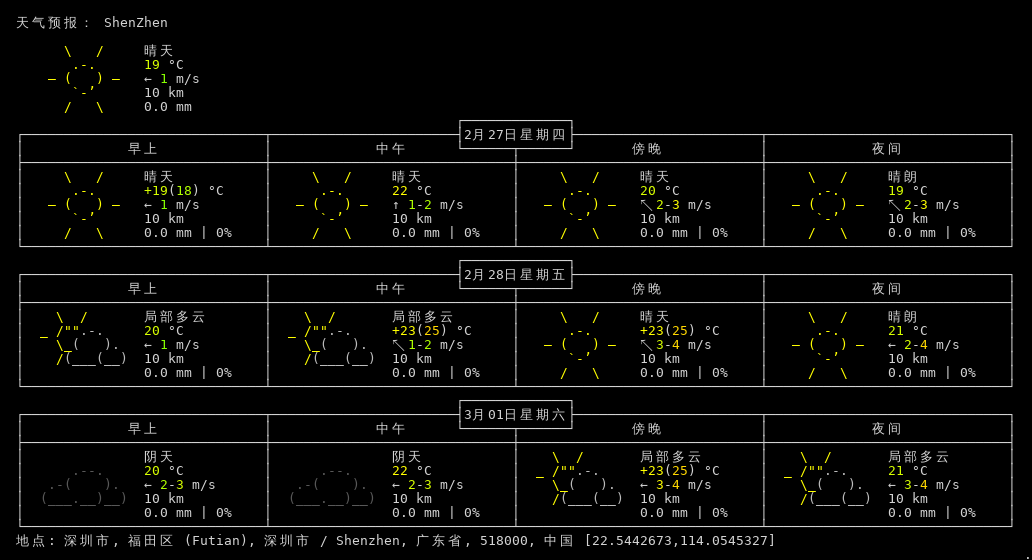 天气预报： ShenZhen
晴天
19 °C
← 1 m/s
10 km
0.0 mm
2月27日星期四
早上 中午 傍晚 夜间
晴天 晴天 晴天 晴朗
+19(18) °C 22 °C 20 °C 19 °C
← 1 m/s ↑ 1-2 m/s ↖ 2-3 m/s ↖ 2-3 m/s
10 km 10 km 10 km 10 km
0.0 mm | 0% 0.0 mm | 0% 0.0 mm | 0% 0.0 mm | 0%
2月28日星期五
早上 中午 傍晚 夜间
局部多云 局部多云 晴天 晴朗
20 °C +23(25) °C +23(25) °C 21 °C
← 1 m/s ↖ 1-2 m/s ↖ 3-4 m/s ← 2-4 m/s
10 km 10 km 10 km 10 km
0.0 mm | 0% 0.0 mm | 0% 0.0 mm | 0% 0.0 mm | 0%
3月01日星期六
早上 中午 傍晚 夜间
阴天 阴天 局部多云 局部多云
20 °C 22 °C +23(25) °C 21 °C
← 2-3 m/s ← 2-3 m/s ← 3-4 m/s ← 3-4 m/s
10 km 10 km 10 km 10 km
0.0 mm | 0% 0.0 mm | 0% 0.0 mm | 0% 0.0 mm | 0%
地点: 深圳市, 福田区 (Futian), 深圳市 / Shenzhen, 广东省, 518000, 中国 [22.5442673,114.0545327]